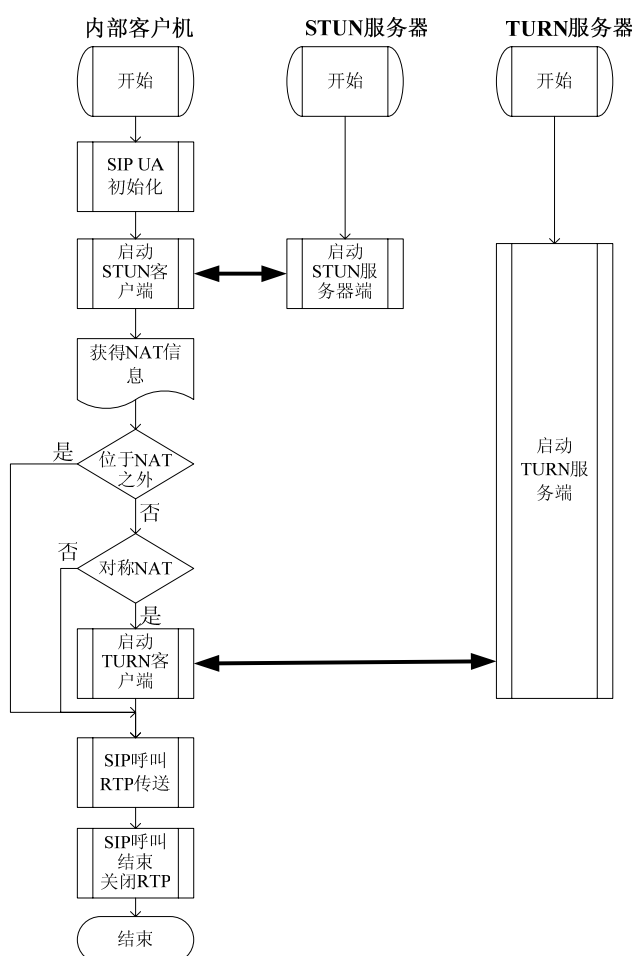 内部客户机
STUN服务器
TURN服务器
开始
开始
开始
SIP UA
初始化
启动
STUN客
户端
启动
STUN服
务器端
获得NAT信
息
是
位于NAT
之外
否
启动
TURN服
务端
否
对称NAT
是
启动
TURN客
户端
SIP呼叫
RTP传送
SIP呼叫
结束
关闭RTP
结束